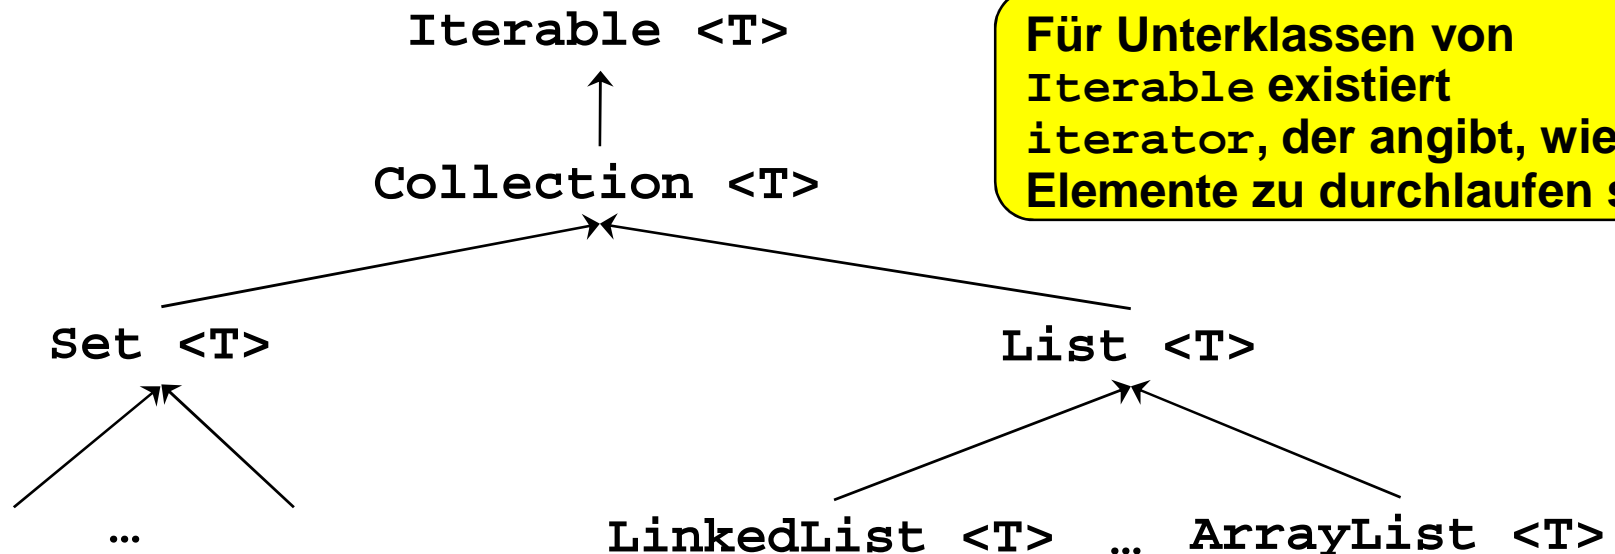 Iterable <T>
Für Unterklassen von
Iterable existiert
iterator, der angibt, wie
Elemente zu durchlaufen
Collection <T>
Set <T>
List <T>
…
LinkedList <T> … ArrayList <T>